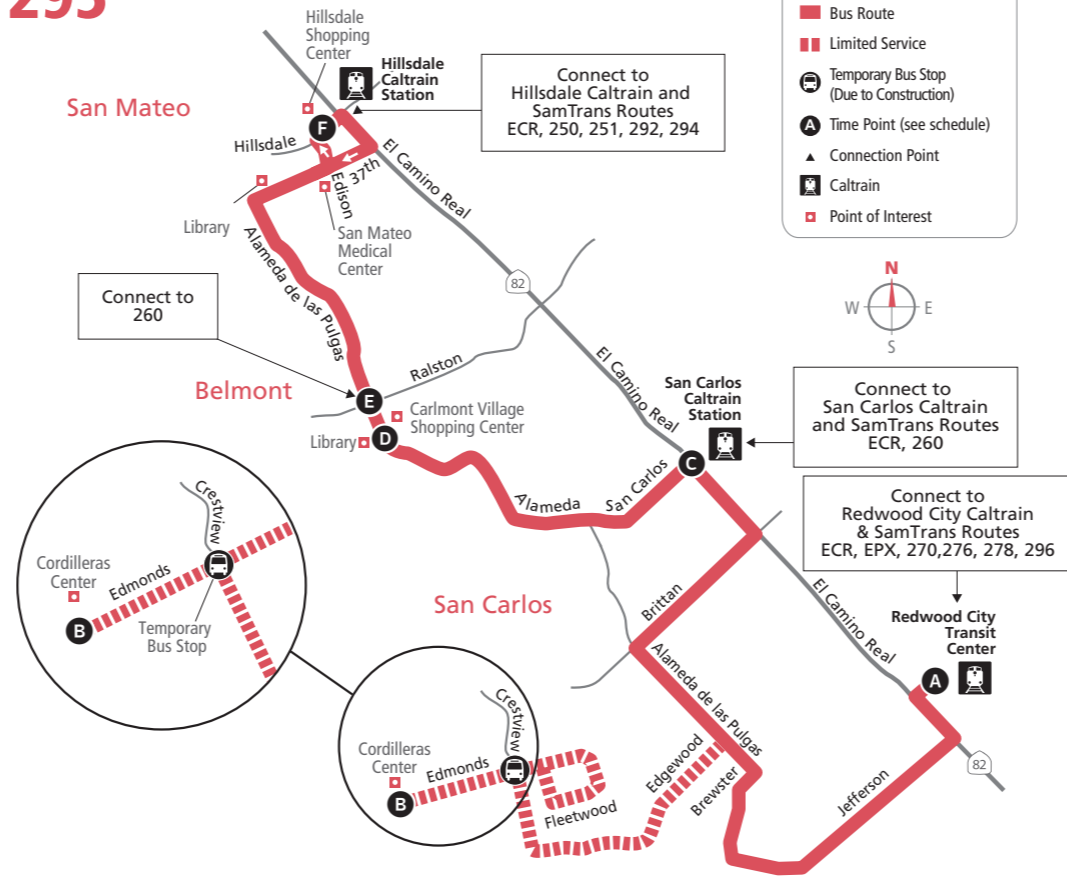 295
Bus Route
Limited Service
Temporary Bus Stop
(Due to Construction)
A Time Point (see schedule)
Connection Point
Caltrain
Point of Interest
Hillsdale
Shopping
Center
Hillsdale
Caltrain
Station
Connect to
Hillsdale Caltrain and
SamTrans Routes
ECR, 250, 251, 292, 294
San Mateo
F
Hillsdale
37th
Edison
El Camino Real
Library
San Mateo
Medical
Center
Alameda de las Pulgas
82
N
W
E
S
Connect to
260
Ralston
Belmont
E
Carlmont Village
Shopping Center
Library
D
El Camino Real
San Carlos
Caltrain
Station
Connect to
San Carlos Caltrain
and SamTrans Routes
ECR, 260
C
Alameda
San Carlos
Connect to
Redwood City Caltrain
& SamTrans Routes
ECR, EPX, 270,276, 278, 296
Crestview
Cordilleras
Center
Edmonds
B
Temporary
Bus Stop
San Carlos
Brittan
El Camino Real
Redwood City
Transit
Center
A
Alameda de las Pulgas
Crestview
Cordilleras
Center
Edmonds
B
Fleetwood
Edgewood
Brewster
Jefferson
82